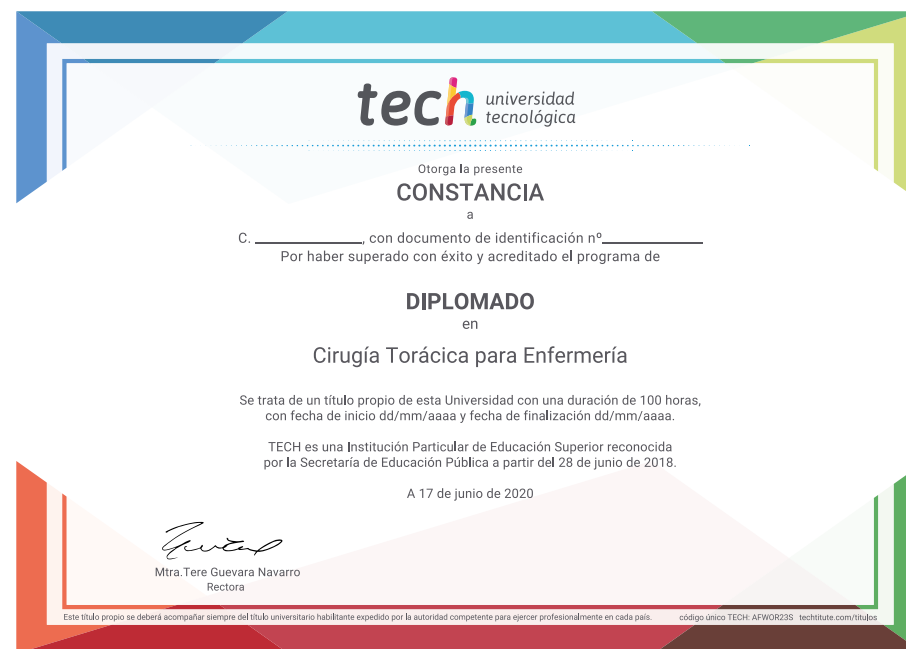 tech universidad
tecnológica
Otorga la presente
CONSTANCIA
a
C. ______________, con documento de identificación nº_____________
Por haber superado con éxito y acreditado el programa de
DIPLOMADO
en
Cirugía Torácica para Enfermería
Se trata de un título propio de esta Universidad con una duración de 100 horas,
con fecha de inicio dd/mm/aaaa y fecha de finalización dd/mm/aaaa.
TECH es una Institución Particular de Educación Superior reconocida
por la Secretaría de Educación Pública a partir del 28 de junio de 2018.
A 17 de junio de 2020
Mtra.Tere Guevara Navarro
Rectora
Este título propio se deberá acompañar siempre del título universitario habilitante expedido por la autoridad competente para ejercer profesionalmente en cada país. código único TECH: AFWOR23S techtitute.com/titulos